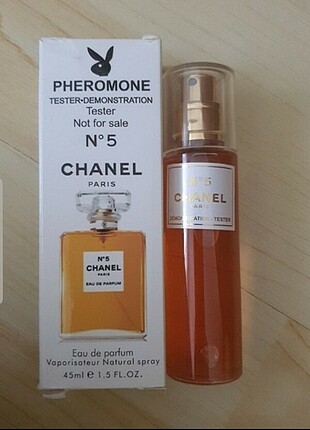 PHEROMONE
TESTER•DEMONSTRATION
Tester
Not for sale
N°5
CHANEL
PARIS
N°5
CHANEL
PARIS
EAU DE PARFUM
Eau de parfum
Vaporisateur Natural spray
45ml e 1.5 FL.OZ.
N°5
CHANEL
PARIS
TESTER